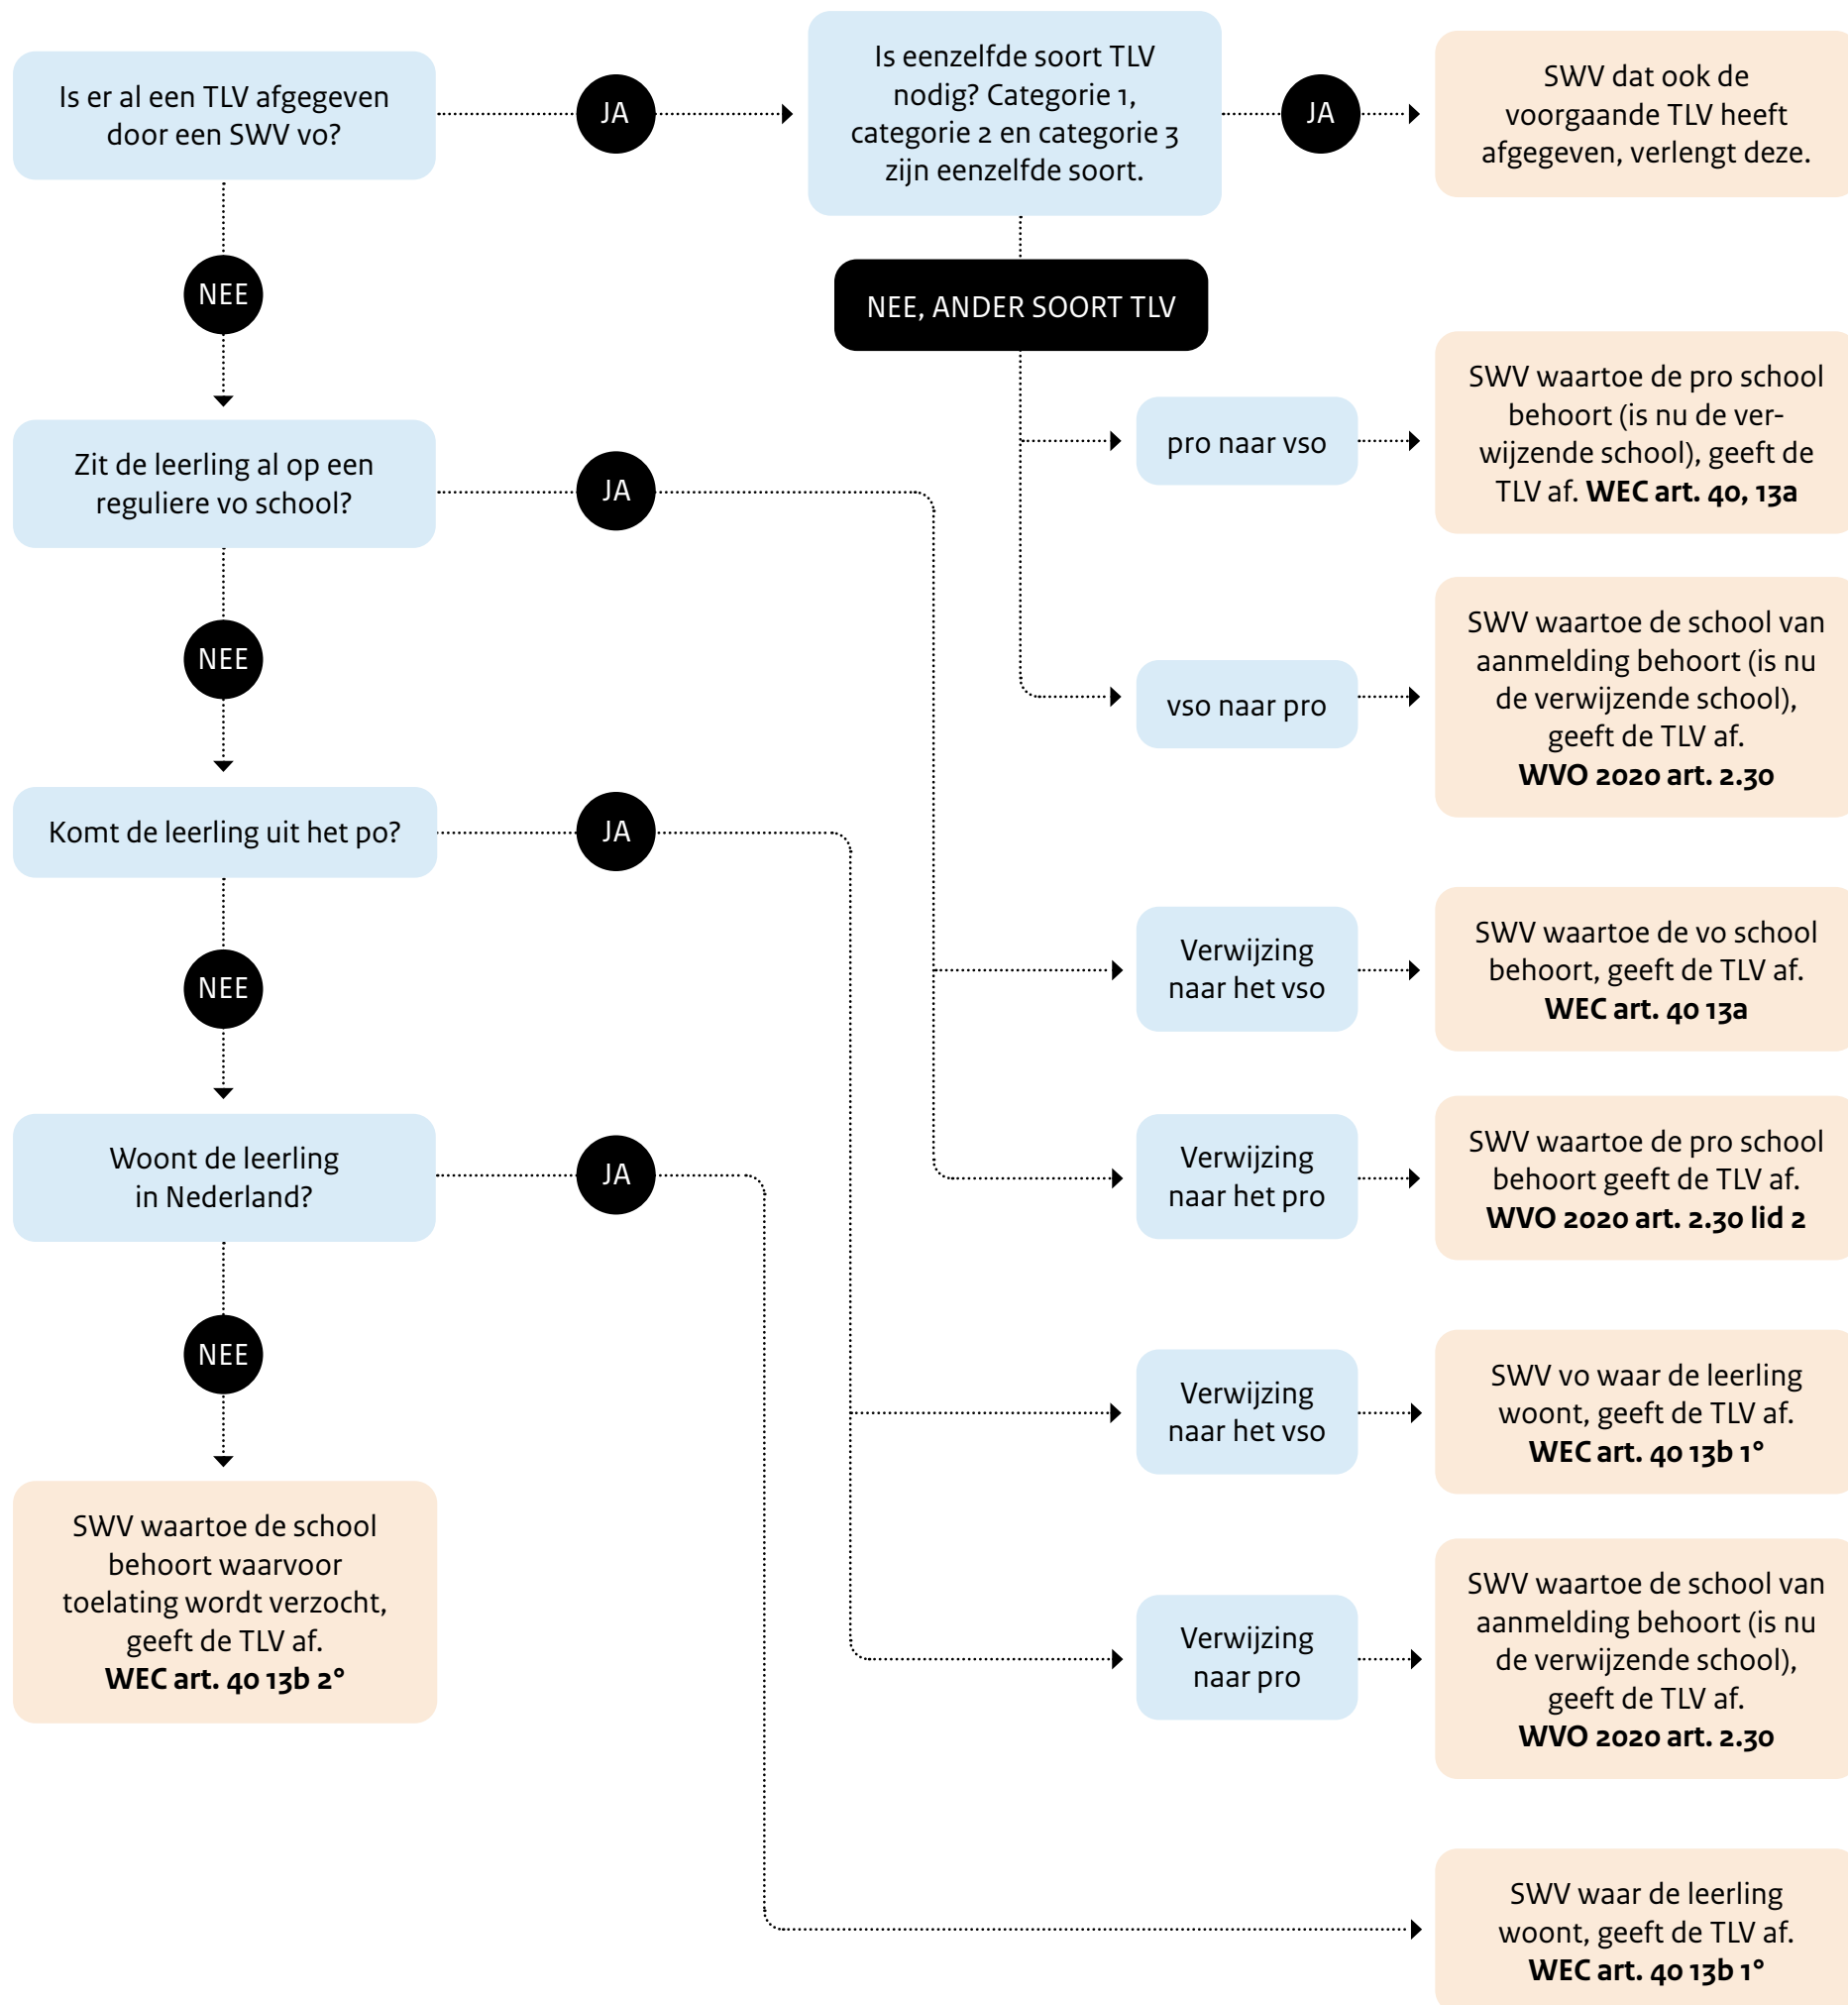 Is er al een TLV afgegeven
door een SWV vo?
JA
Is eenzelfde soort TLV
nodig? Categorie 1,
categorie 2 en categorie 3
zijn eenzelfde soort.
JA
SWV dat ook de
voorgaande TLV heeft
afgegeven, verlengt deze.
NEE
NEE, ANDER SOORT TLV
pro naar vso
SWV waartoe de pro school
behoort (is nu de ver-
wijzende school), geeft de
TLV af. WEC art. 40, 13a
vso naar pro
SWV waartoe de school van
aanmelding behoort (is nu
de verwijzende school),
geeft de TLV af.
WVO 2020 art. 2.30
Zit de leerling al op een
reguliere vo school?
JA
Verwijzing
naar het vso
SWV waartoe de vo school
behoort, geeft de TLV af.
WEC art. 40 13a
Verwijzing
naar het pro
SWV waartoe de pro school
behoort geeft de TLV af.
WVO 2020 art. 2.30 lid 2
NEE
Komt de leerling uit het po?
JA
Verwijzing
naar het vso
SWV vo waar de leerling
woont, geeft de TLV af.
WEC art. 40 13b 1°
Verwijzing
naar pro
SWV waartoe de school van
aanmelding behoort (is nu
de verwijzende school),
geeft de TLV af.
WVO 2020 art. 2.30
NEE
Woont de leerling
in Nederland?
JA
SWV waar de leerling
woont, geeft de TLV af.
WEC art. 40 13b 1°
NEE
SWV waartoe de school
behoort waarvoor
toelating wordt verzocht,
geeft de TLV af.
WEC art. 40 13b 2°